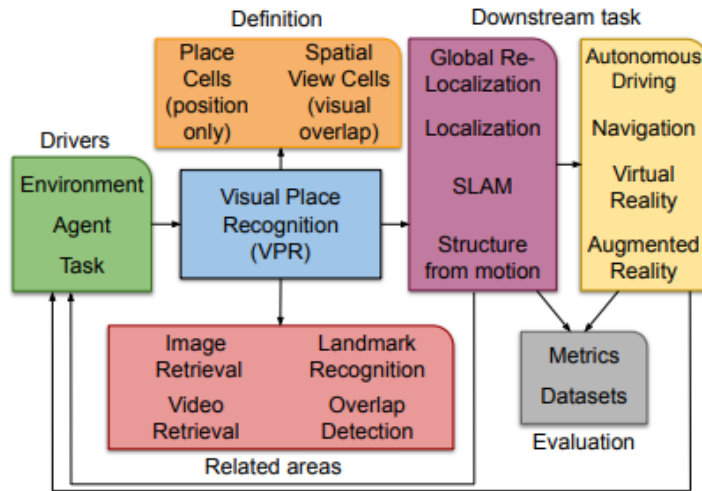 Definition
Downstream task
Place
Cells
(position
only)
Spatial
View Cells
(visual
overlap)
Global Re-
Localization
Localization
SLAM
Structure
from motion
Autonomous
Driving
Navigation
Virtual
Reality
Augmented
Reality
Drivers
Environment
Agent
Task
Visual Place
Recognition
(VPR)
Image
Retrieval
Landmark
Recognition
Video
Retrieval
Overlap
Detection
Related areas
Metrics
Datasets
Evaluation